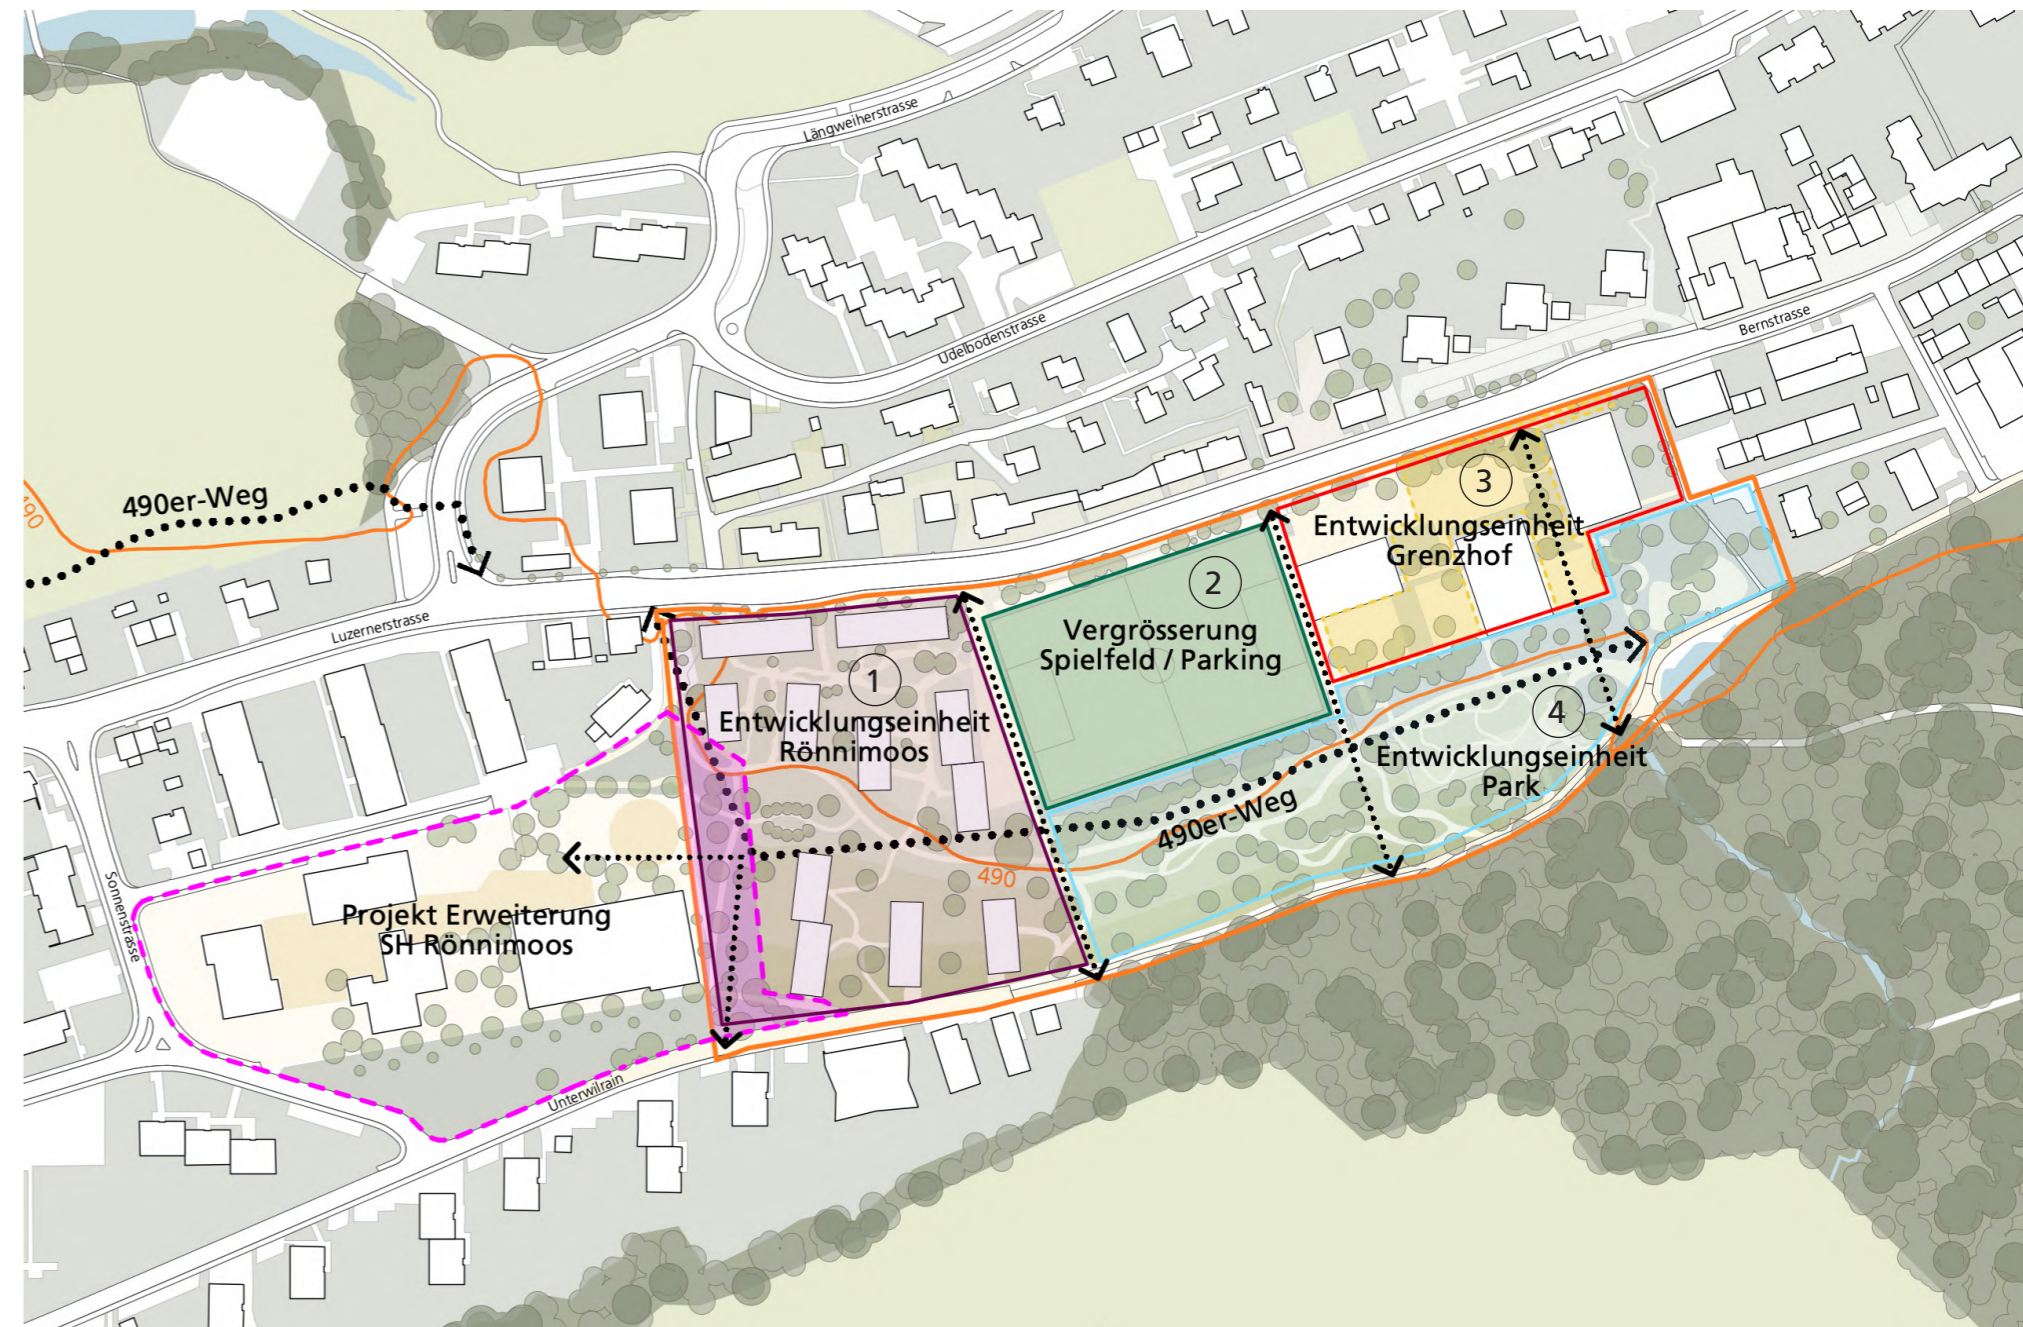 Längweiherstrasse
Udelbodenstrasse
Bernstrasse
490er-Weg
490
3
Entwicklungseinheit
Grenzhof
2
Vergrösserung
Spielfeld / Parking
Luzernerstrasse
1
Entwicklungseinheit
Rönnimoos
4
Entwicklungseinheit
Park
490er-Weg
490
Sonnenstrasse
Projekt Erweiterung
SH Rönnimoos
Unterwilrain